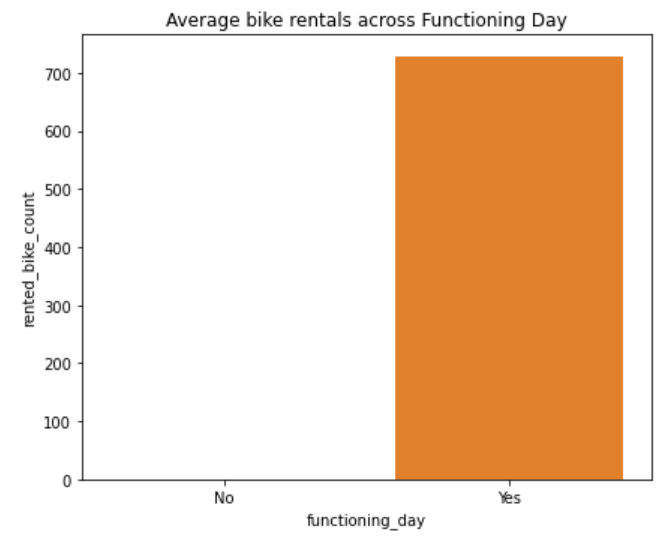 Average bike rentals across Functioning Day
rented_bike_count
700
600
500
400
300
200
100
0
No Yes
functioning_day